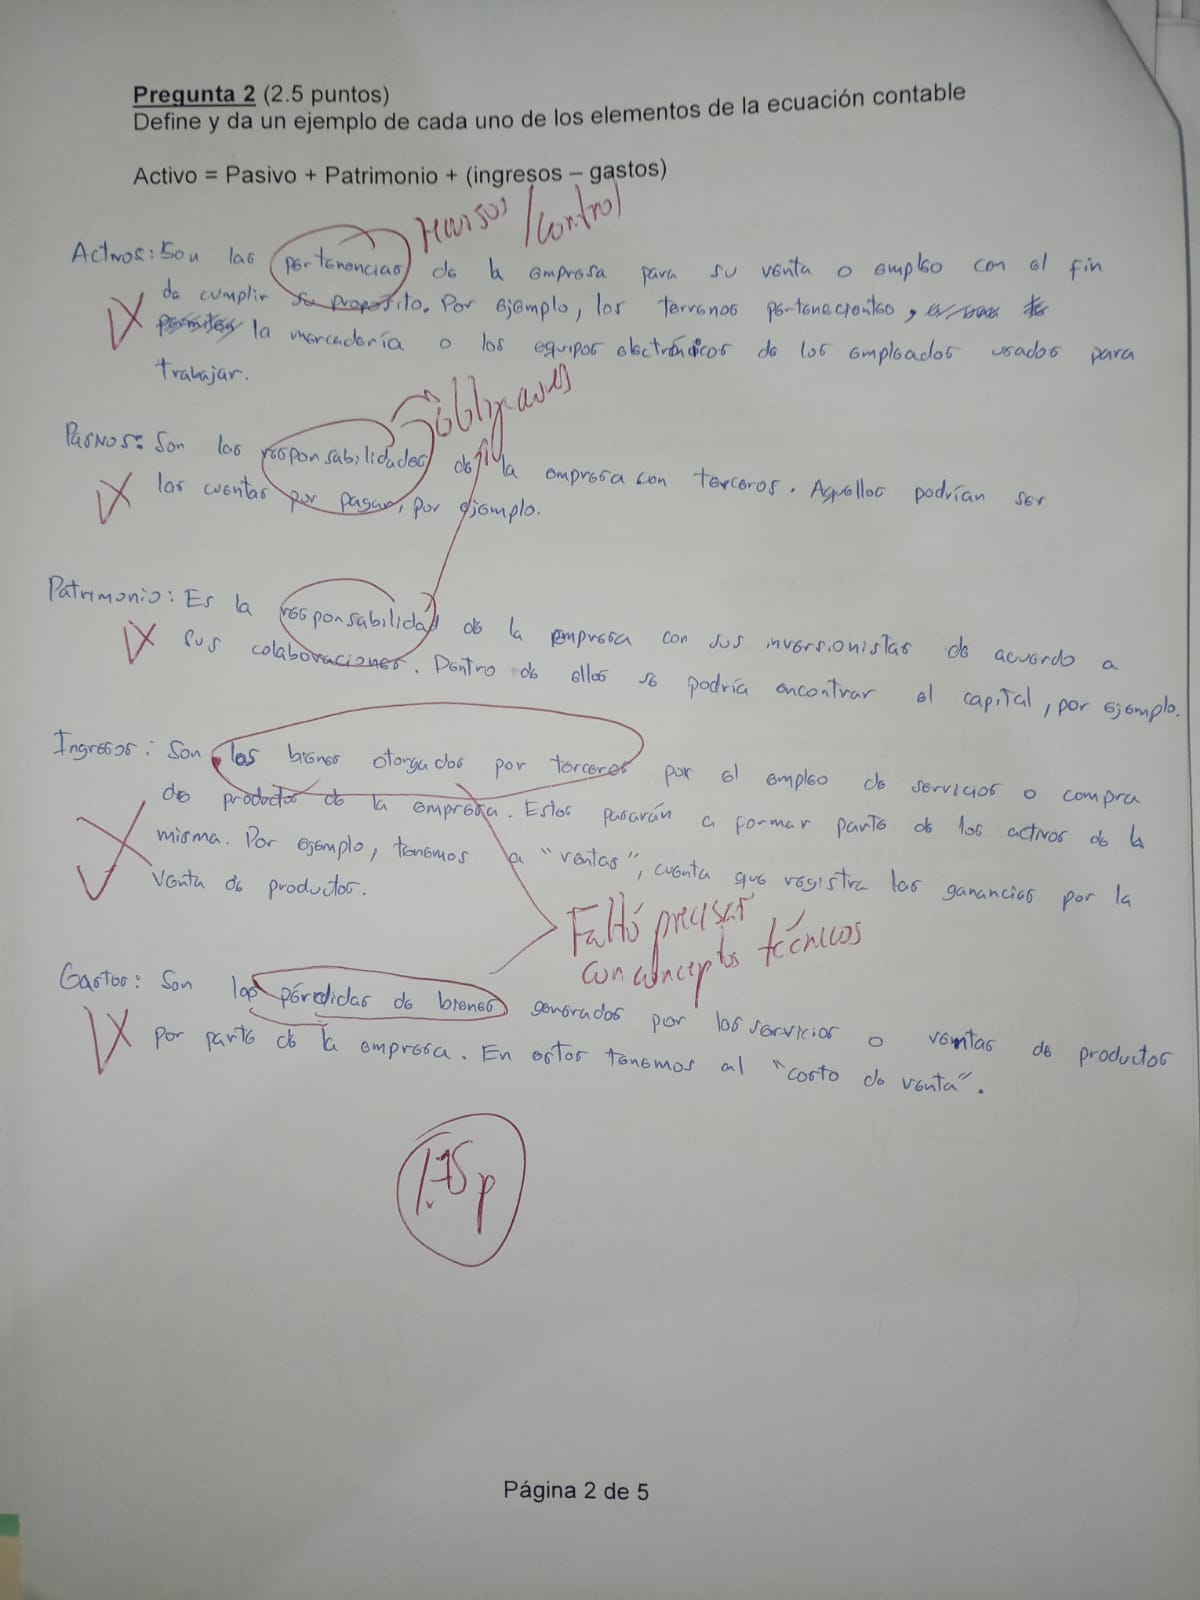 Pregunta 2 (2.5 puntos)
Define y da un ejemplo de cada uno de los elementos de la ecuación contable
Activo = Pasivo + Patrimonio + (ingresos – gastos)
recursos / control
Activos: Son las pertenencias de la empresa para su venta o empleo con el fin
de cumplir su propósito. Por ejemplo, los terrenos pertenecientes,
la mercadería o los equipos electrónicos de los empleados usados para
trabajar.
obligaciones
Pasivos: Son las responsabilidades de la empresa con terceros. Aquellos podrían ser
las cuentas por pagar, por ejemplo.
Patrimonio: Es la responsabilidad de la empresa con sus inversionistas de acuerdo a
sus colaboraciones. Dentro de ellos se podría encontrar el capital, por ejemplo.
Ingresos: Son los bienes otorgados por terceros por el empleo de servicios o compra
de productos de la empresa. Estos pasarán a formar parte de los activos de la
misma. Por ejemplo, tenemos a "ventas", cuenta que registra las ganancias por la
venta de productos.
Faltó precisar
con conceptos técnicos
Gastos: Son las pérdidas de bienes generados por los servicios o ventas de productos
por parte de la empresa. En estos tenemos al "costo de venta".
1.75 p
Página 2 de 5